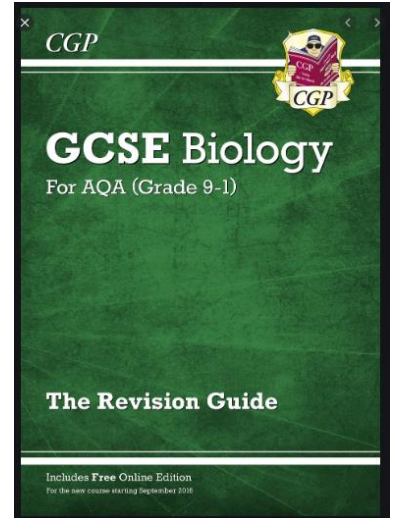 CGP
CGP
CGP
GCSE Biology
For AQA (Grade 9-1)
The Revision Guide
Includes Free Online Edition
For the new course starting September 2016